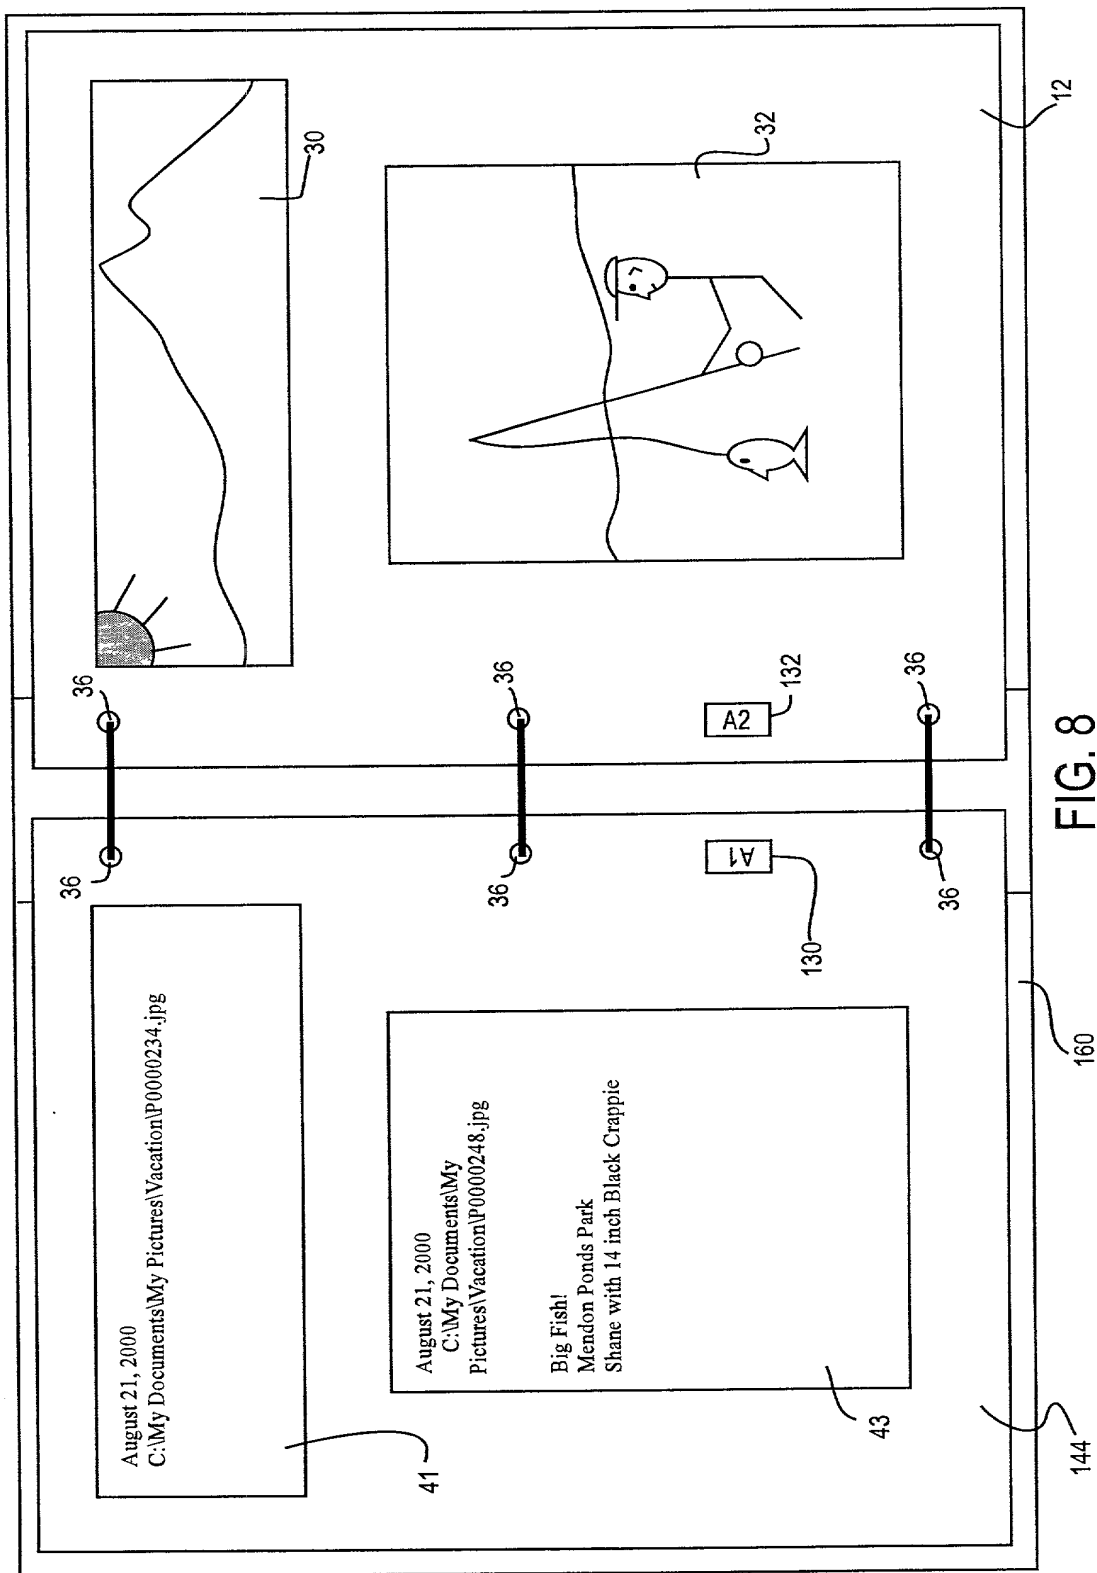 August 21, 2000
C:\My Documents\My Pictures\Vacation\P0000234.jpg
41
August 21, 2000
C:\My Documents\My
Pictures\Vacation\P0000248.jpg
Big Fish!
Mendon Ponds Park
Shane with 14 inch Black Crappie
43
144
160
36
36
36
A1
130
36
36
36
A2
132
30
32
12
FIG. 8